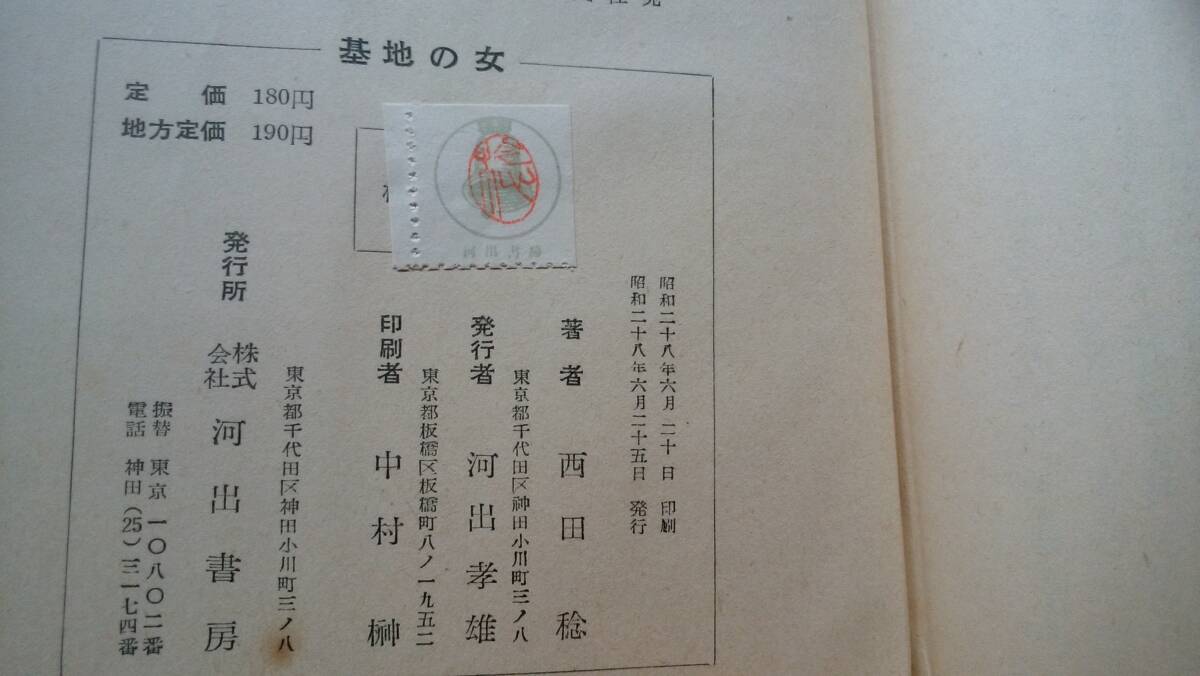 基地の女
定価 180円
地方定価 190円
河出書房
昭和二十八年六月二十日 印刷
昭和二十八年六月二十五日 発行
著者 西田稔
東京都千代田区神田小川町三ノ八
発行者 河出孝雄
東京都板橋区板橋町八ノ一九五二
印刷者 中村榊
東京都千代田区神田小川町三ノ八
発行所 株式会社 河出書房
振替 東京 一〇八〇二番
電話 神田(25)三一七四番